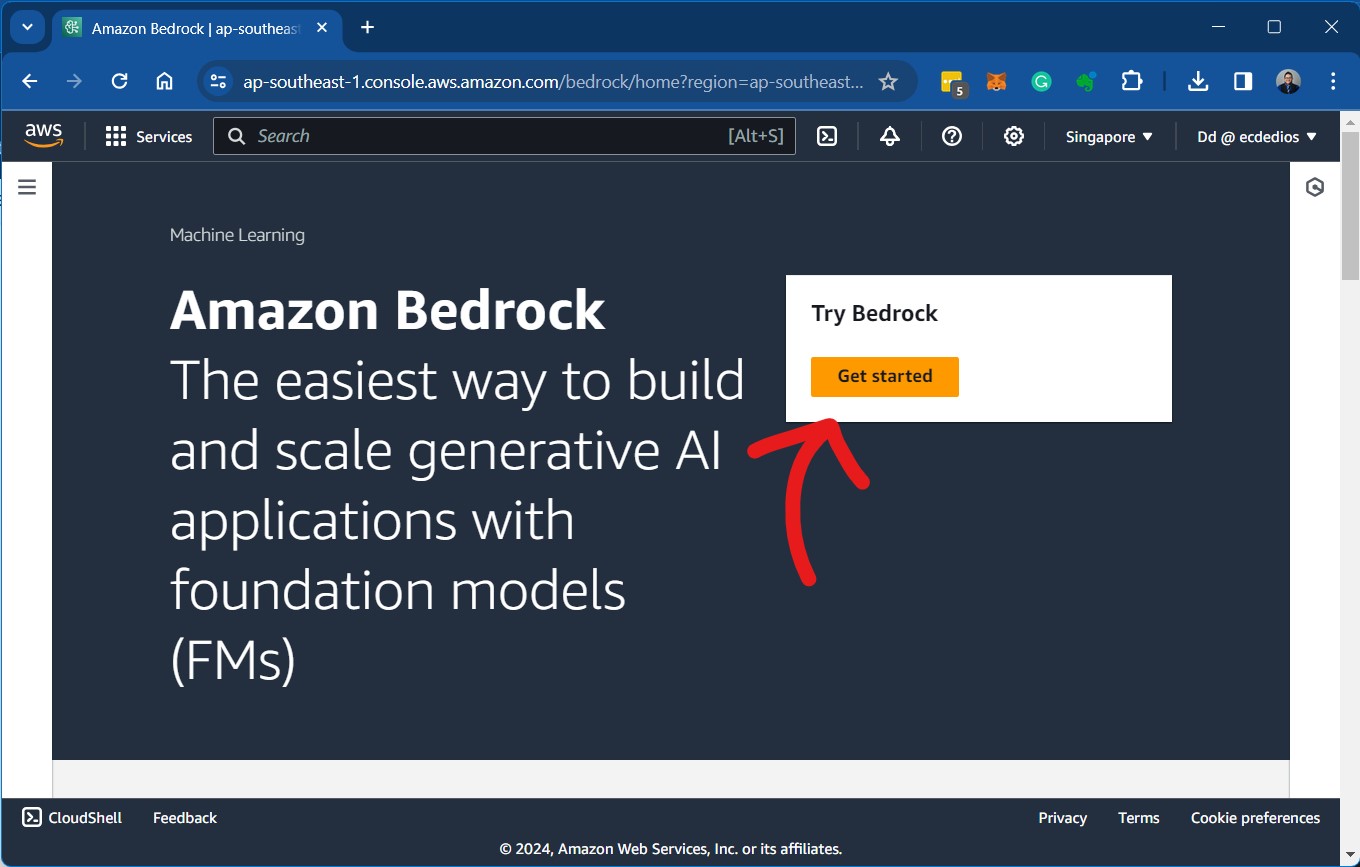 Amazon Bedrock | ap-southeas
ap-southeast-1.console.aws.amazon.com/bedrock/home?region=ap-southeast...
5
aws
Services
Search
[Alt+S]
Singapore
Dd @ ecdedios
Machine Learning
Amazon Bedrock
The easiest way to build
and scale generative AI
applications with
foundation models
(FMs)
Try Bedrock
Get started
CloudShell
Feedback
Privacy
Terms
Cookie preferences
© 2024, Amazon Web Services, Inc. or its affiliates.